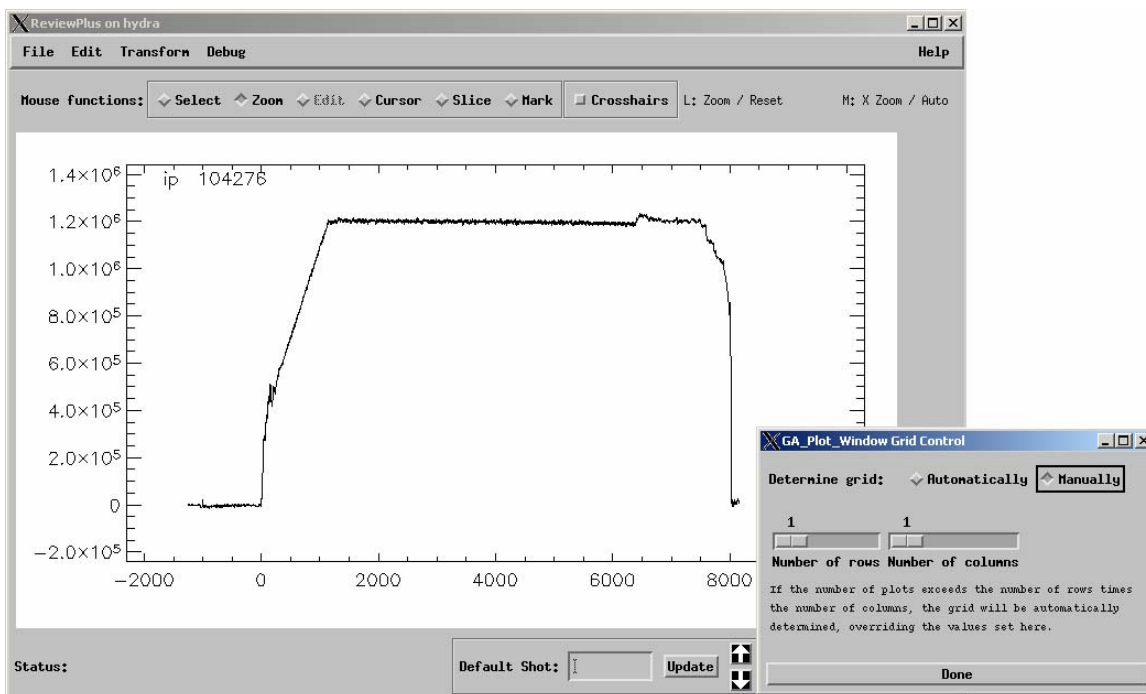 ReviewPlus on hydra
File Edit Transform Debug Help
Mouse functions: Select Zoom Edit Cursor Slice Mark Crosshairs L: Zoom / Reset M: X Zoom / Auto
ip 104276
1.4×10⁶
1.2×10⁶
1.0×10⁶
8.0×10⁵
6.0×10⁵
4.0×10⁵
2.0×10⁵
0
−2.0×10⁵
−2000 0 2000 4000 6000 8000
Status: Default Shot: Update
GA_Plot_Window Grid Control
Determine grid: Automatically Manually
1 1
Number of rows Number of columns
If the number of plots exceeds the number of rows times
the number of columns, the grid will be automatically
determined, overriding the values set here.
Done